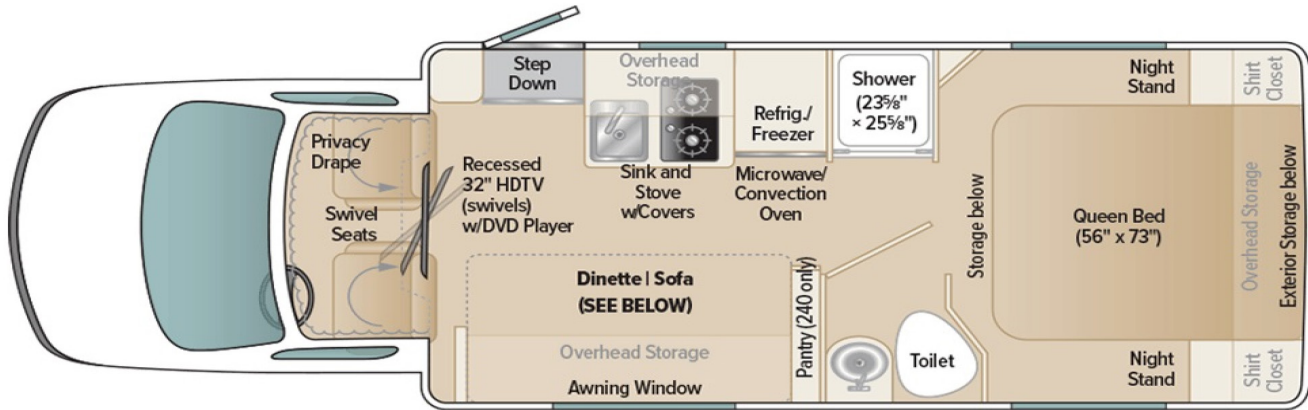 Step
Down
Overhead
Storage
Refrig./
Freezer
Shower
(23⅝"
× 25⅝")
Night
Stand
Shirt
Closet
Privacy
Drape
Swivel
Seats
Recessed
32" HDTV
(swivels)
w/DVD Player
Sink and
Stove
w/Covers
Microwave/
Convection
Oven
Storage below
Queen Bed
(56" x 73")
Overhead Storage
Exterior Storage below
Dinette | Sofa
(SEE BELOW)
Overhead Storage
Awning Window
Pantry (240 only)
Toilet
Night
Stand
Shirt
Closet